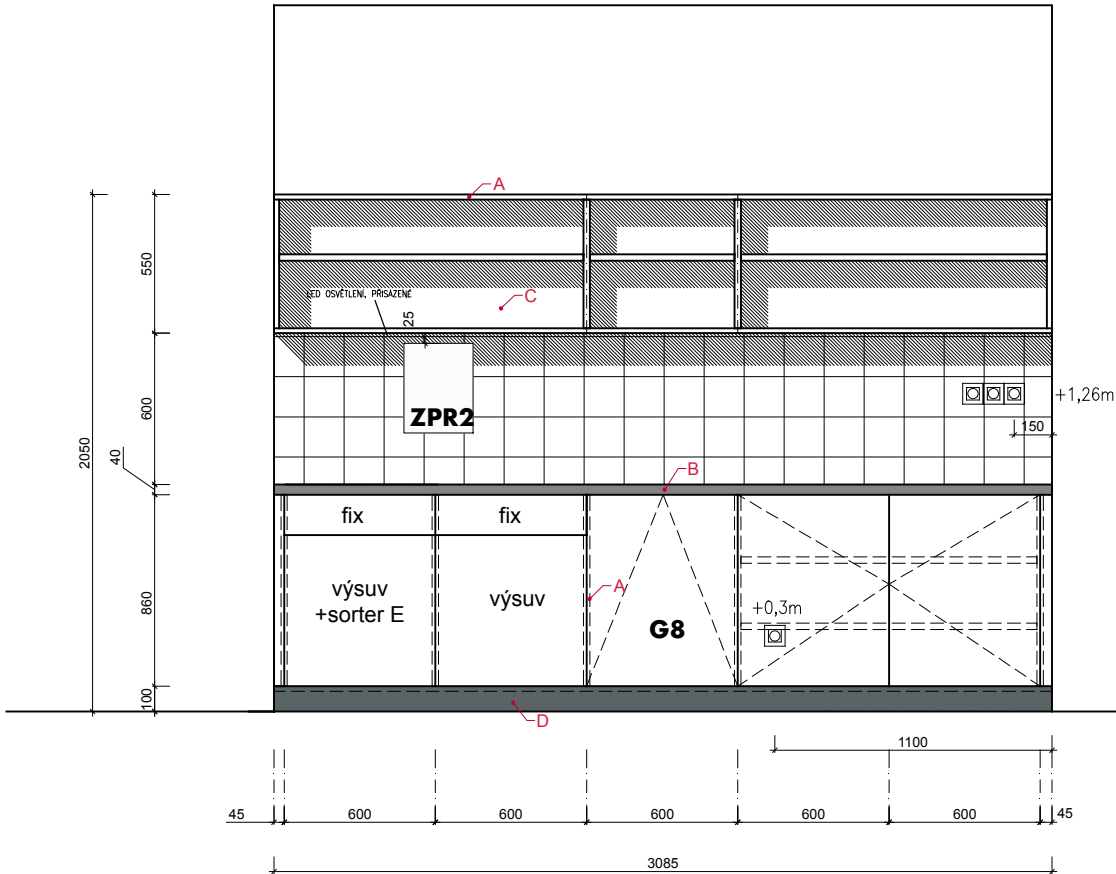 A
550
LED OSVĚTLENÍ, PŘISAZENÉ
C
25
2050
600
ZPR2
+1,26m
150
40
B
fix
fix
860
výsuv
+sorter E
výsuv
A
G8
+0,3m
100
D
1100
45
600
600
600
600
600
45
3085